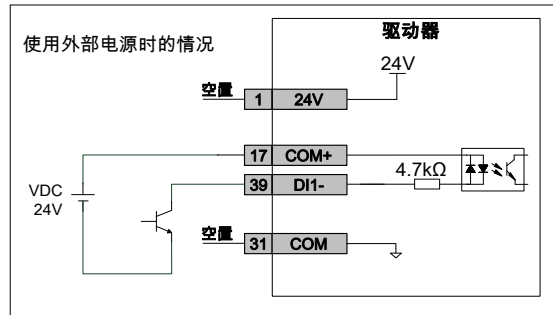 使用外部电源时的情况
驱动器
24V
空置
1 24V
17 COM+
4.7kΩ
39 DI1-
VDC
24V
空置
31 COM